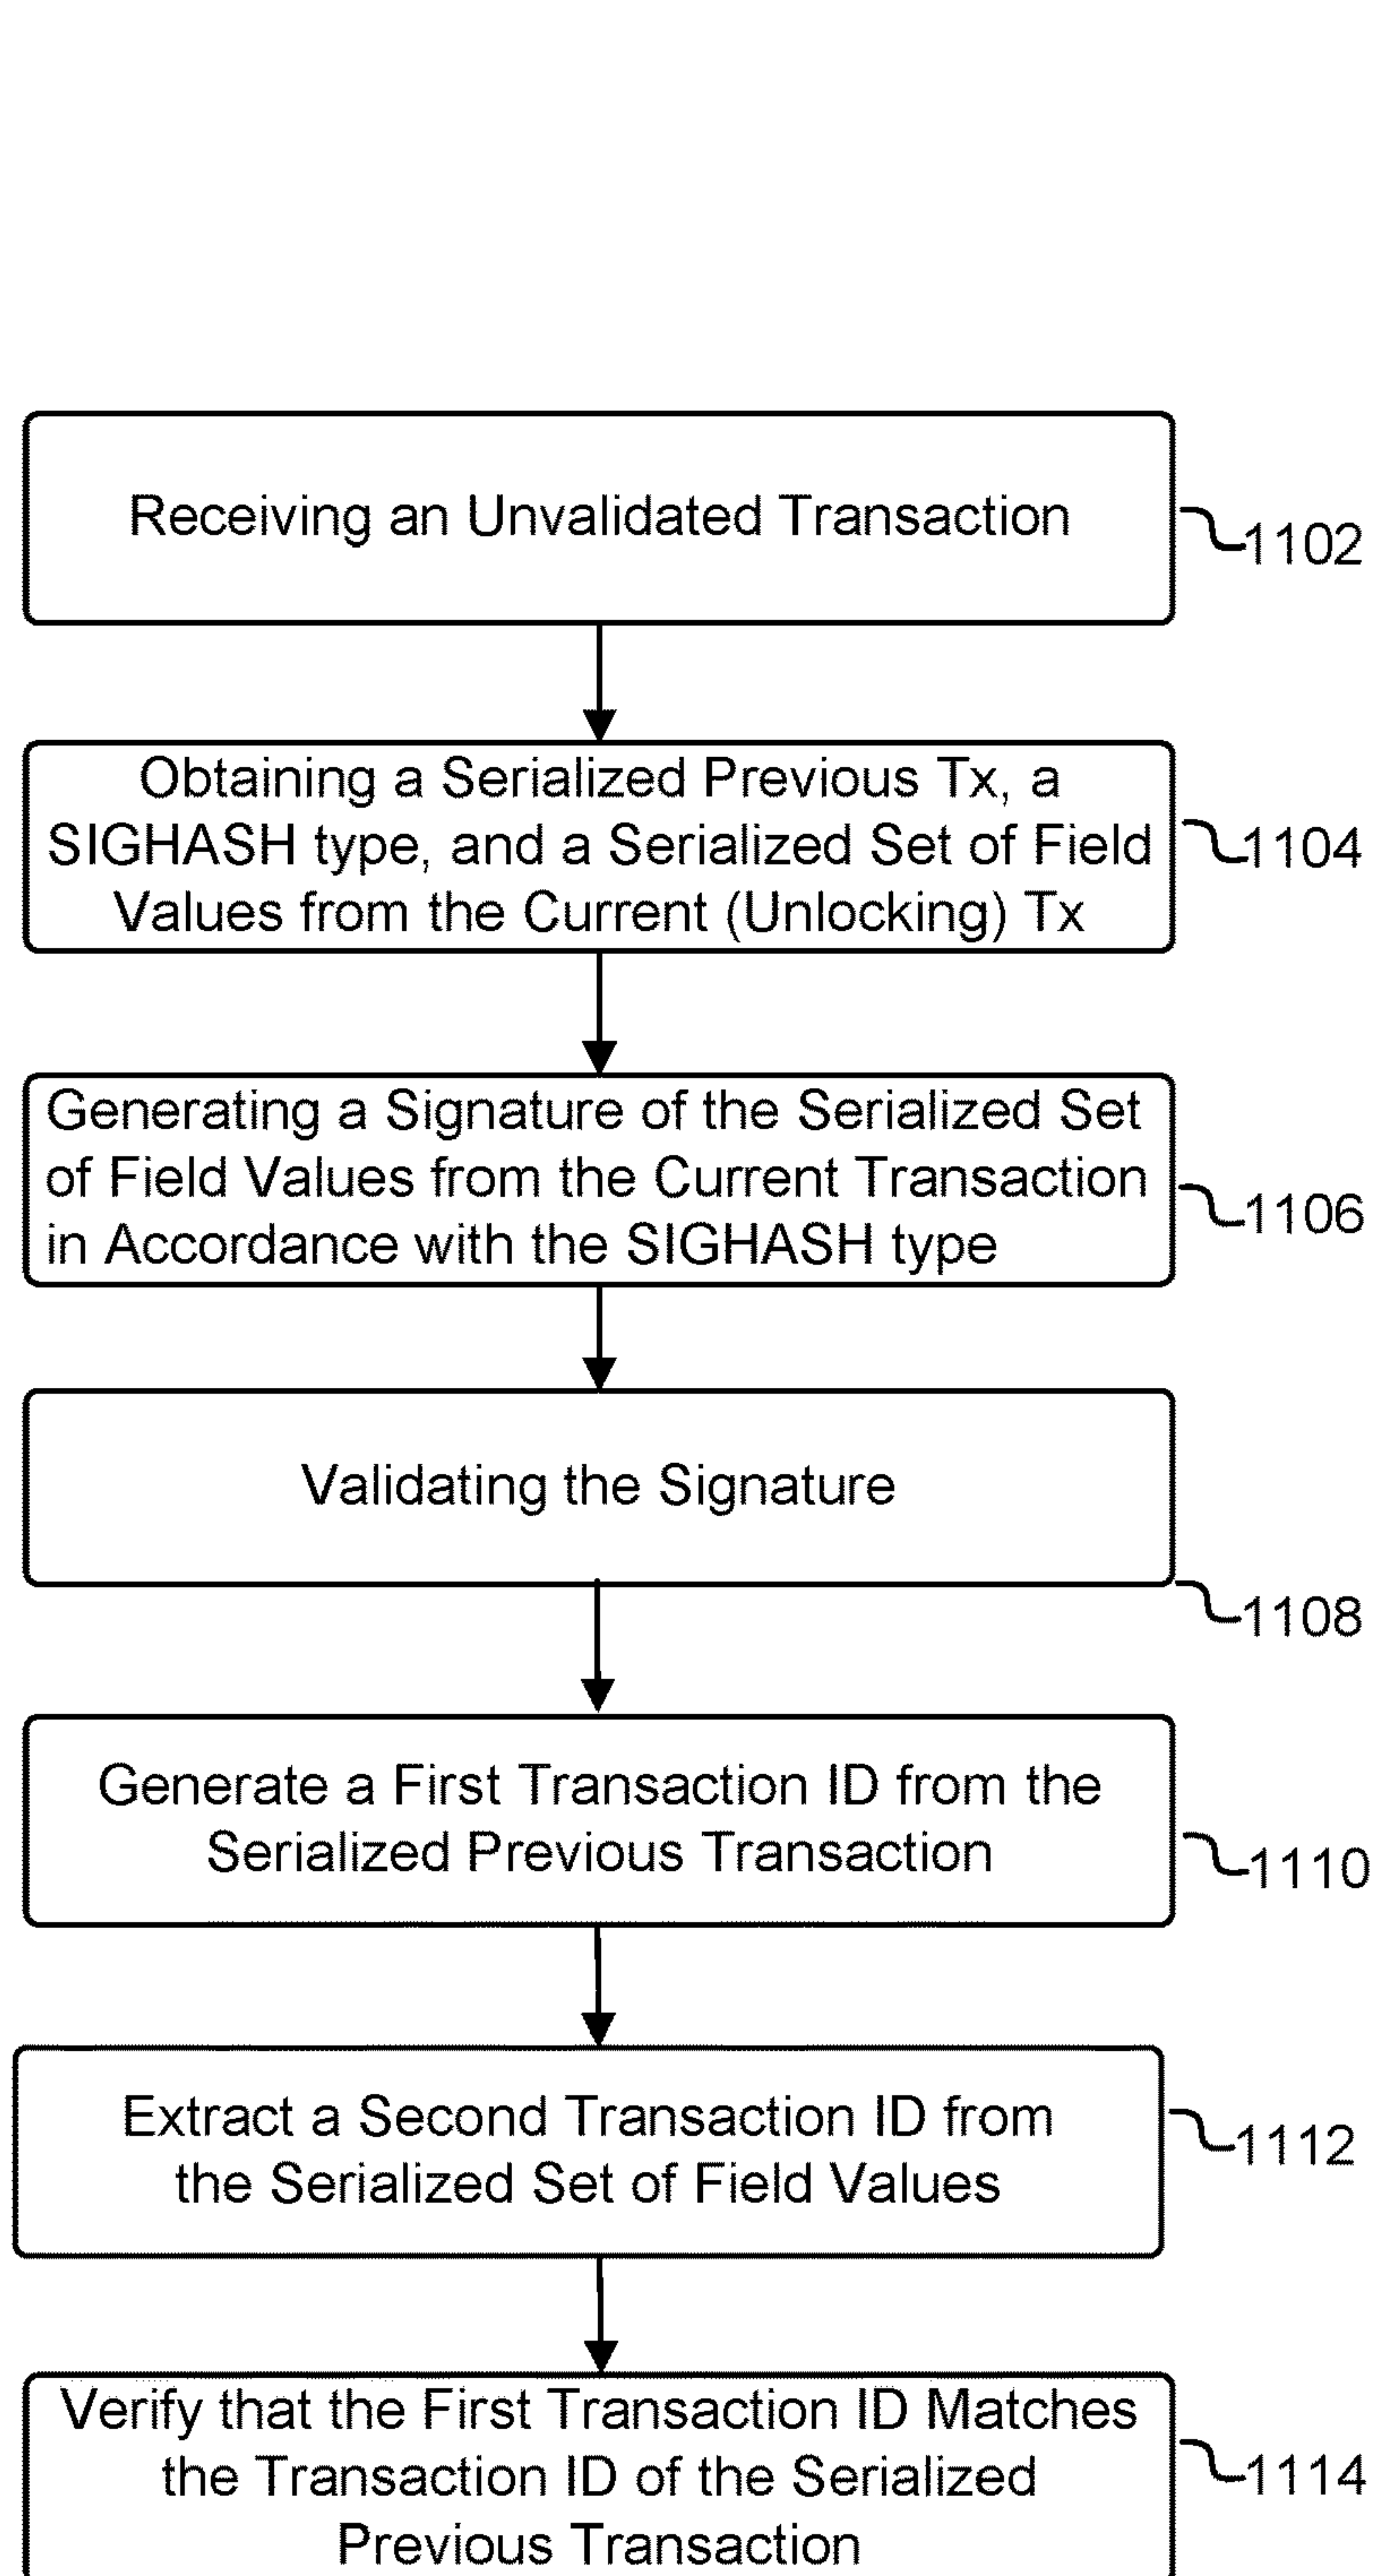 Receiving an Unvalidated Transaction
1102
Obtaining a Serialized Previous Tx, a
SIGHASH type, and a Serialized Set of Field
Values from the Current (Unlocking) Tx
1104
Generating a Signature of the Serialized Set
of Field Values from the Current Transaction
in Accordance with the SIGHASH type
1106
Validating the Signature
1108
Generate a First Transaction ID from the
Serialized Previous Transaction
1110
Extract a Second Transaction ID from
the Serialized Set of Field Values
1112
Verify that the First Transaction ID Matches
the Transaction ID of the Serialized
Previous Transaction
1114